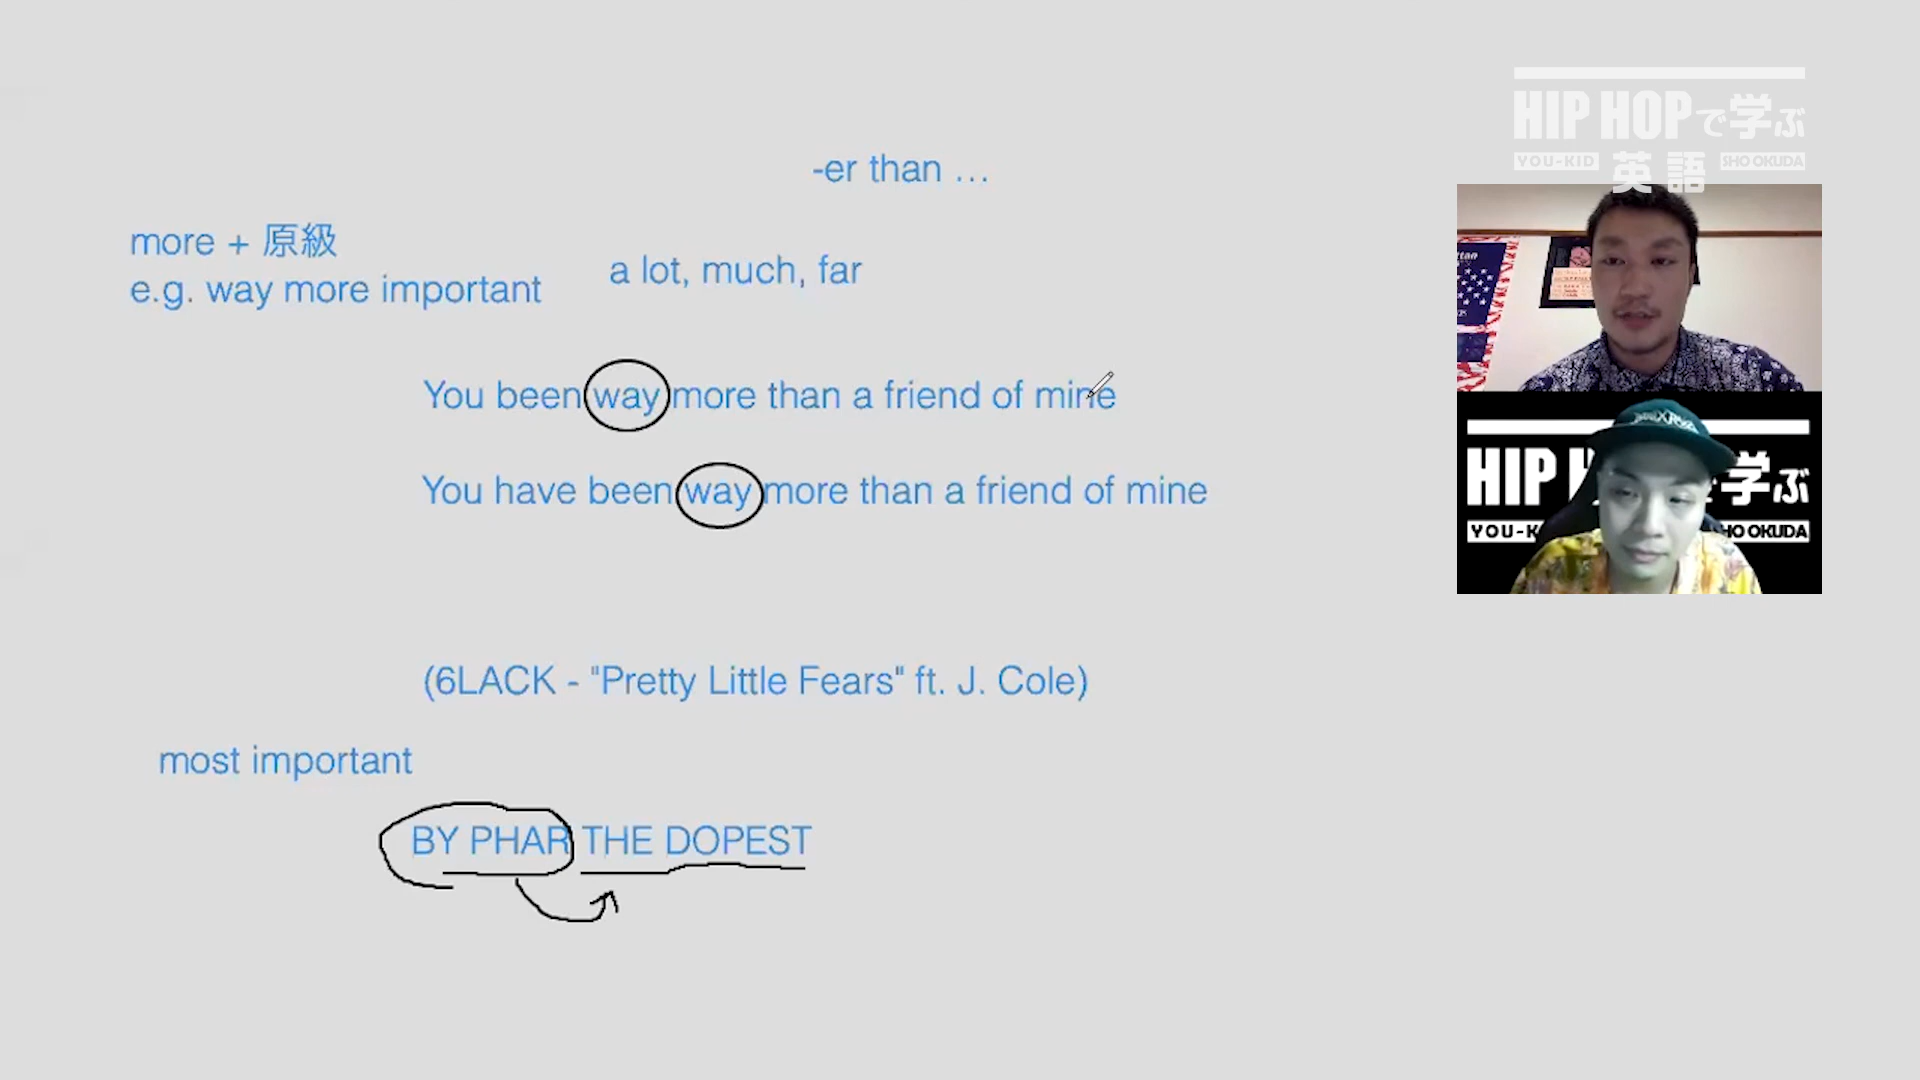 HIP HOPで学ぶ
YOU-KID 英語 SHO OKUDA
-er than …
more + 原級
e.g. way more important
a lot, much, far
You been way more than a friend of mine
You have been way more than a friend of mine
(6LACK - "Pretty Little Fears" ft. J. Cole)
most important
BY PHAR THE DOPEST
HIP H 学ぶ
YOU-K HO OKUDA